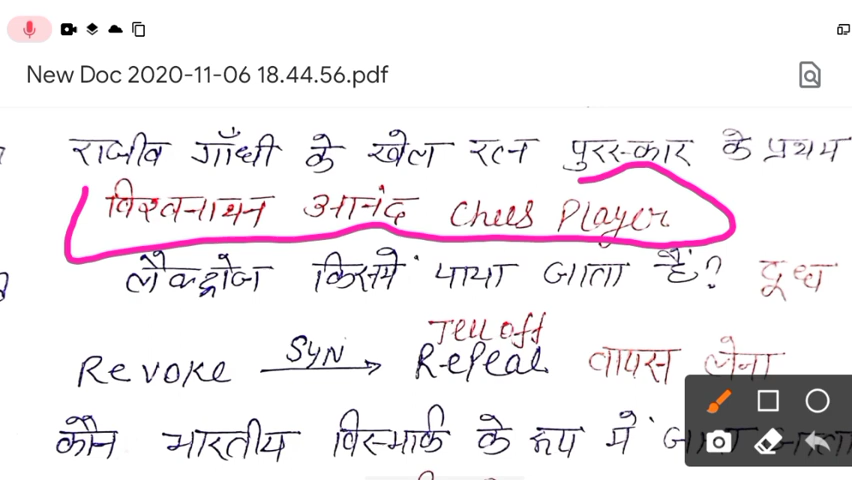 New Doc 2020-11-06 18.44.56.pdf
राजीव गाँधी के खेल रत्न पुरस्कार के प्रथम
विश्वनाथन आनंद Chees Player
लैक्टोज किसमें पाया जाता है? दूध
Tell off
Revoke SYN → Repeal वापस लेना
कौन भारतीय विस्मार्क के रूप में